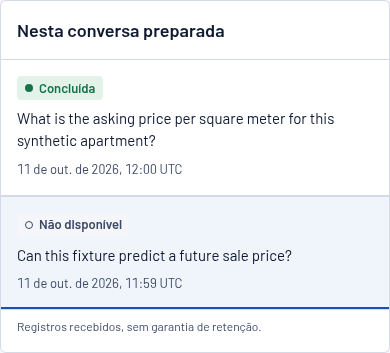 Nesta conversa preparada
Concluída
What is the asking price per square meter for this
synthetic apartment?
11 de out. de 2026, 12:00 UTC
Não disponível
Can this fixture predict a future sale price?
11 de out. de 2026, 11:59 UTC
Registros recebidos, sem garantia de retenção.